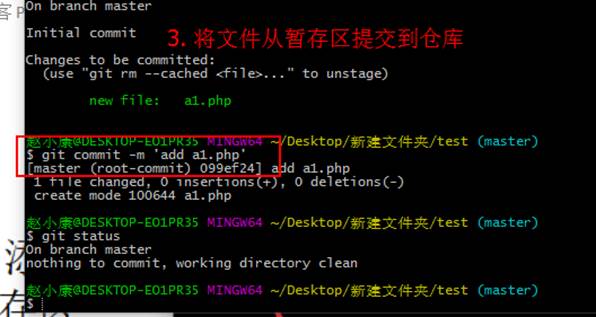 On branch master
Initial commit
3. 将文件从暂存区提交到仓库
Changes to be committed:
(use "git rm --cached <file>..." to unstage)
new file: a1.php
赵小康@DESKTOP-EO1PR35 MINGW64 ~/Desktop/新建文件夹/test (master)
$ git commit -m 'add a1.php'
[master (root-commit) 099ef24] add a1.php
1 file changed, 0 insertions(+), 0 deletions(-)
create mode 100644 a1.php
赵小康@DESKTOP-EO1PR35 MINGW64 ~/Desktop/新建文件夹/test (master)
$ git status
On branch master
nothing to commit, working directory clean
赵小康@DESKTOP-EO1PR35 MINGW64 ~/Desktop/新建文件夹/test (master)
$